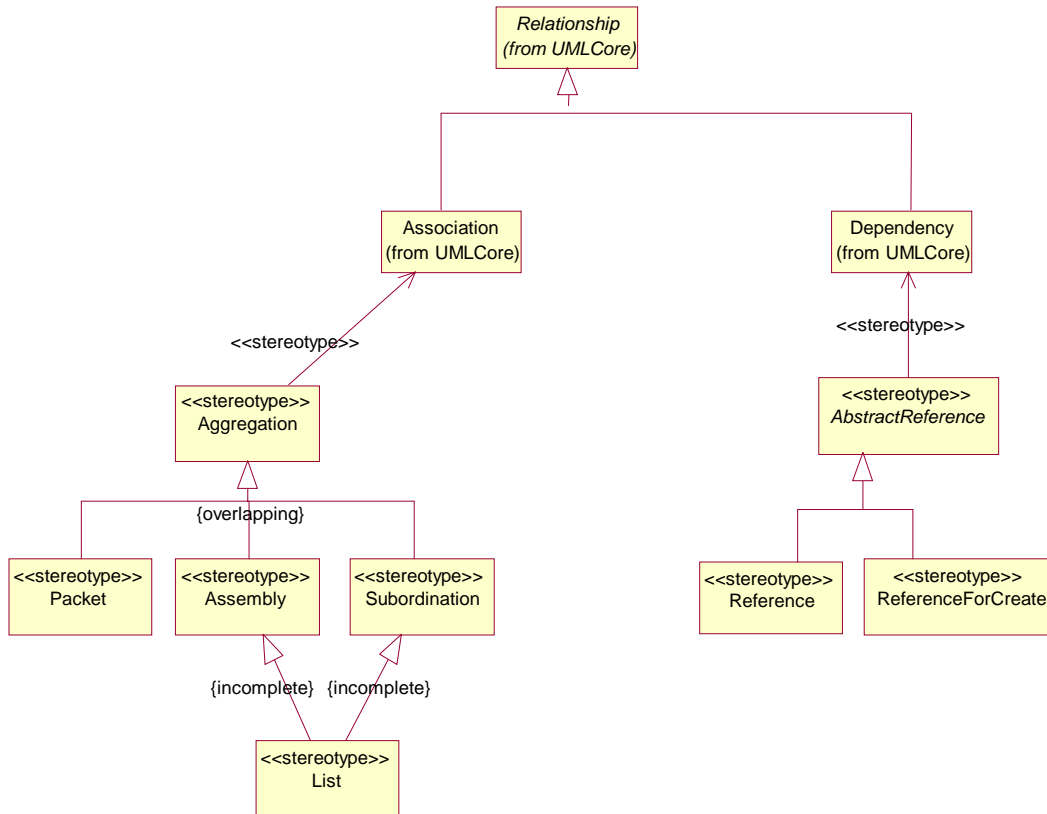 Relationship
(from UMLCore)
Association
(from UMLCore)
Dependency
(from UMLCore)
<<stereotype>>
<<stereotype>>
<<stereotype>>
Aggregation
<<stereotype>>
AbstractReference
{overlapping}
<<stereotype>>
Packet
<<stereotype>>
Assembly
<<stereotype>>
Subordination
<<stereotype>>
Reference
<<stereotype>>
ReferenceForCreate
{incomplete}
{incomplete}
<<stereotype>>
List